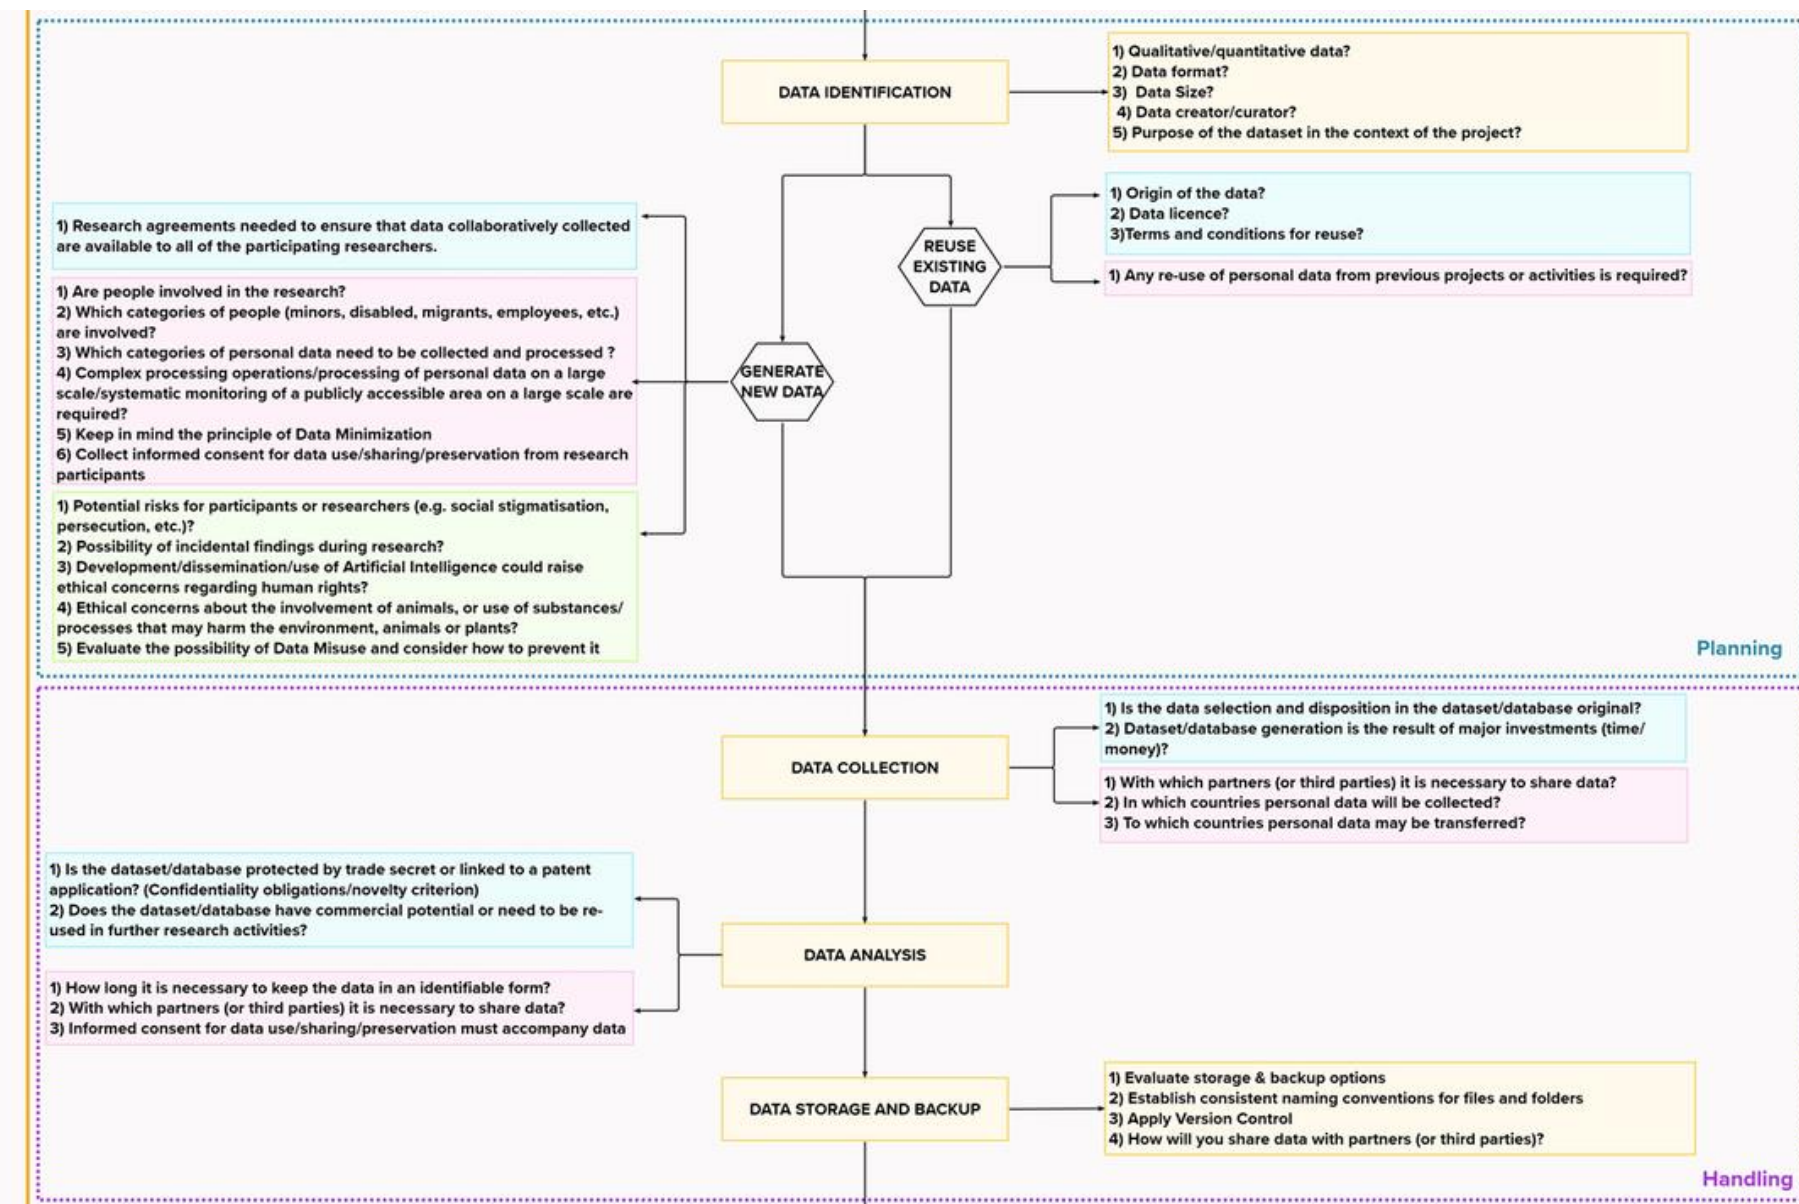 DATA IDENTIFICATION
1) Qualitative/quantitative data?
2) Data format?
3)  Data Size?
4) Data creator/curator?
5) Purpose of the dataset in the context of the project?
REUSE
EXISTING
DATA
1) Origin of the data?
2) Data licence?
3)Terms and conditions for reuse?
1) Any re-use of personal data from previous projects or activities is required?
GENERATE
NEW DATA
1) Research agreements needed to ensure that data collaboratively collected
are available to all of the participating researchers.
1) Are people involved in the research?
2) Which categories of people (minors, disabled, migrants, employees, etc.)
are involved?
3) Which categories of personal data need to be collected and processed ?
4) Complex processing operations/processing of personal data on a large
scale/systematic monitoring of a publicly accessible area on a large scale are
required?
5) Keep in mind the principle of Data Minimization
6) Collect informed consent for data use/sharing/preservation from research
participants
1) Potential risks for participants or researchers (e.g. social stigmatisation,
persecution, etc.)?
2) Possibility of incidental findings during research?
3) Development/dissemination/use of Artificial Intelligence could raise
ethical concerns regarding human rights?
4) Ethical concerns about the involvement of animals, or use of substances/
processes that may harm the environment, animals or plants?
5) Evaluate the possibility of Data Misuse and consider how to prevent it
Planning
DATA COLLECTION
1) Is the data selection and disposition in the dataset/database original?
2) Dataset/database generation is the result of major investments (time/
money)?
1) With which partners (or third parties) it is necessary to share data?
2) In which countries personal data will be collected?
3) To which countries personal data may be transferred?
DATA ANALYSIS
1) Is the dataset/database protected by trade secret or linked to a patent
application? (Confidentiality obligations/novelty criterion)
2) Does the dataset/database have commercial potential or need to be re-
used in further research activities?
1) How long it is necessary to keep the data in an identifiable form?
2) With which partners (or third parties) it is necessary to share data?
3) Informed consent for data use/sharing/preservation must accompany data
DATA STORAGE AND BACKUP
1) Evaluate storage & backup options
2) Establish consistent naming conventions for files and folders
3) Apply Version Control
4) How will you share data with partners (or third parties)?
Handling